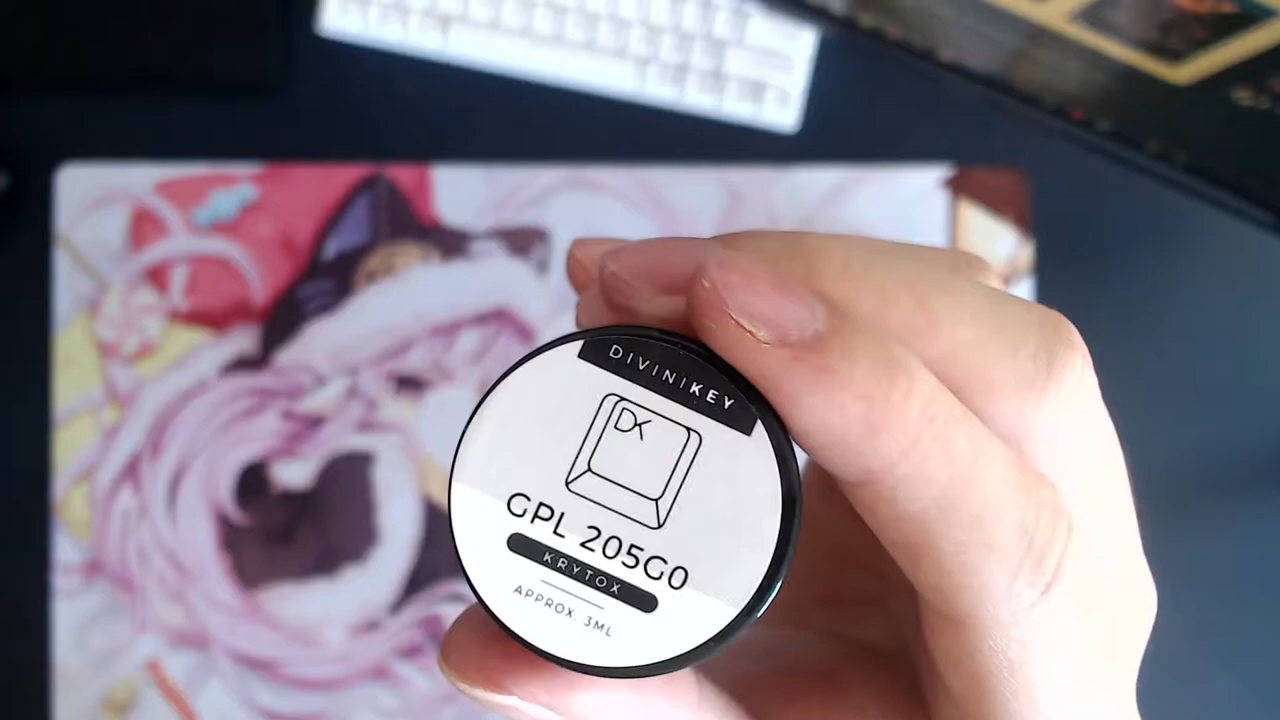 DIVINIKEY
DK
GPL 205G0
KRYTOX
APPROX. 3ML